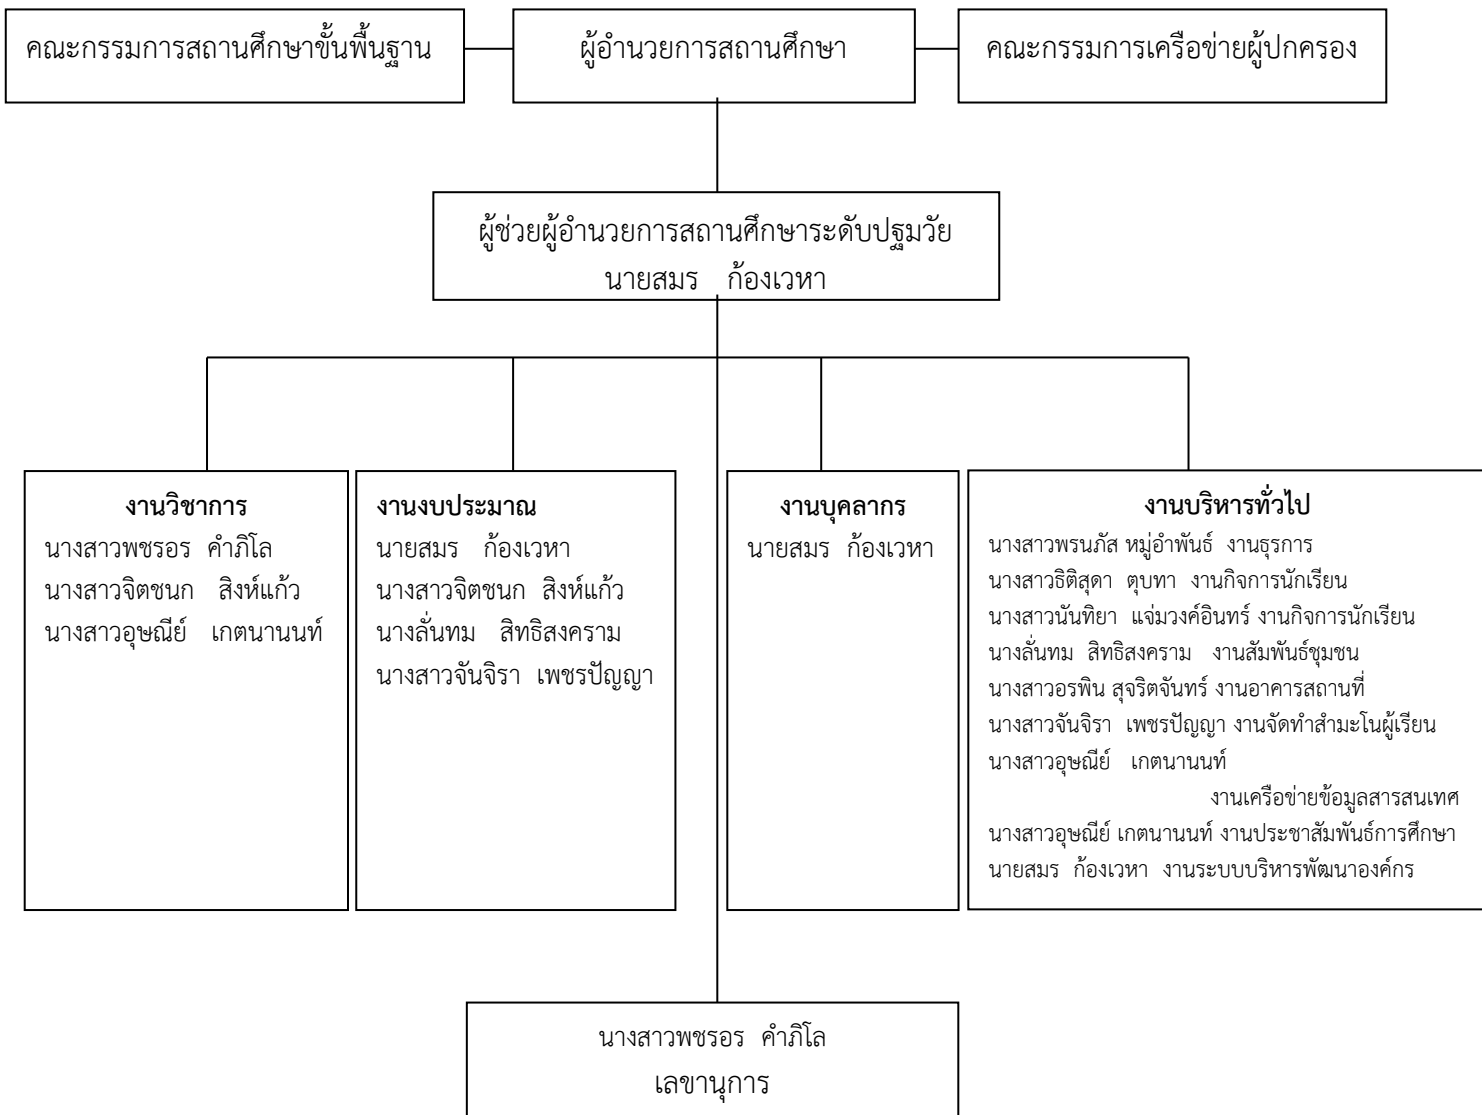 คณะกรรมการสถานศึกษาขั้นพื้นฐาน
ผู้อำนวยการสถานศึกษา
คณะกรรมการเครือข่ายผู้ปกครอง
ผู้ช่วยผู้อำนวยการสถานศึกษาระดับปฐมวัย
นายสมร ก้องเวหา
งานวิชาการ
นางสาวพชรอร คำภิโล
นางสาวจิตชนก สิงห์แก้ว
นางสาวอุษณีย์ เกตนานนท์
งานงบประมาณ
นายสมร ก้องเวหา
นางสาวจิตชนก สิงห์แก้ว
นางลั่นทม สิทธิสงคราม
นางสาวจันจิรา เพชรปัญญา
งานบุคลากร
นายสมร ก้องเวหา
งานบริหารทั่วไป
นางสาวพรนภัส หมู่อำพันธ์ งานธุรการ
นางสาวธิติสุดา ตุบทา งานกิจการนักเรียน
นางสาวนันทิยา แจ่มวงค์อินทร์ งานกิจการนักเรียน
นางลั่นทม สิทธิสงคราม งานสัมพันธ์ชุมชน
นางสาวอรพิน สุจริตจันทร์ งานอาคารสถานที่
นางสาวจันจิรา เพชรปัญญา งานจัดทำสำมะโนผู้เรียน
นางสาวอุษณีย์ เกตนานนท์
งานเครือข่ายข้อมูลสารสนเทศ
นางสาวอุษณีย์ เกตนานนท์ งานประชาสัมพันธ์การศึกษา
นายสมร ก้องเวหา งานระบบบริหารพัฒนาองค์กร
นางสาวพชรอร คำภิโล
เลขานุการ